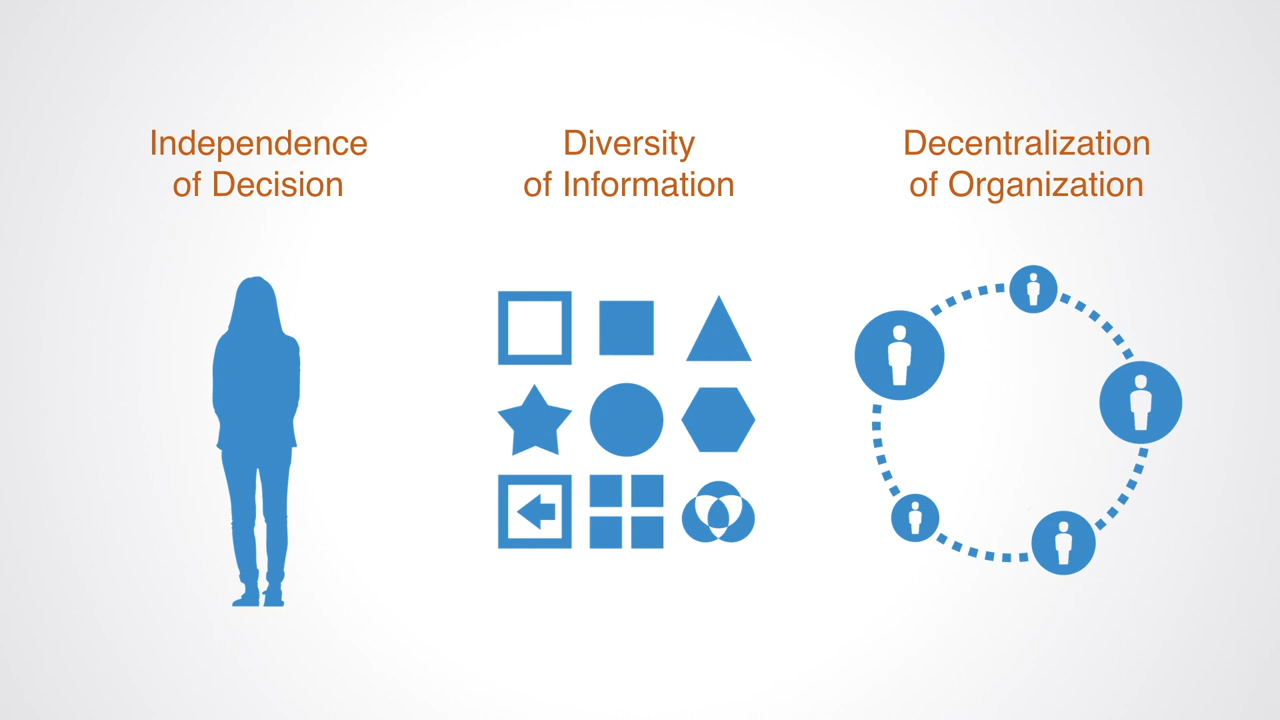 Independence
of Decision
Diversity
of Information
Decentralization
of Organization